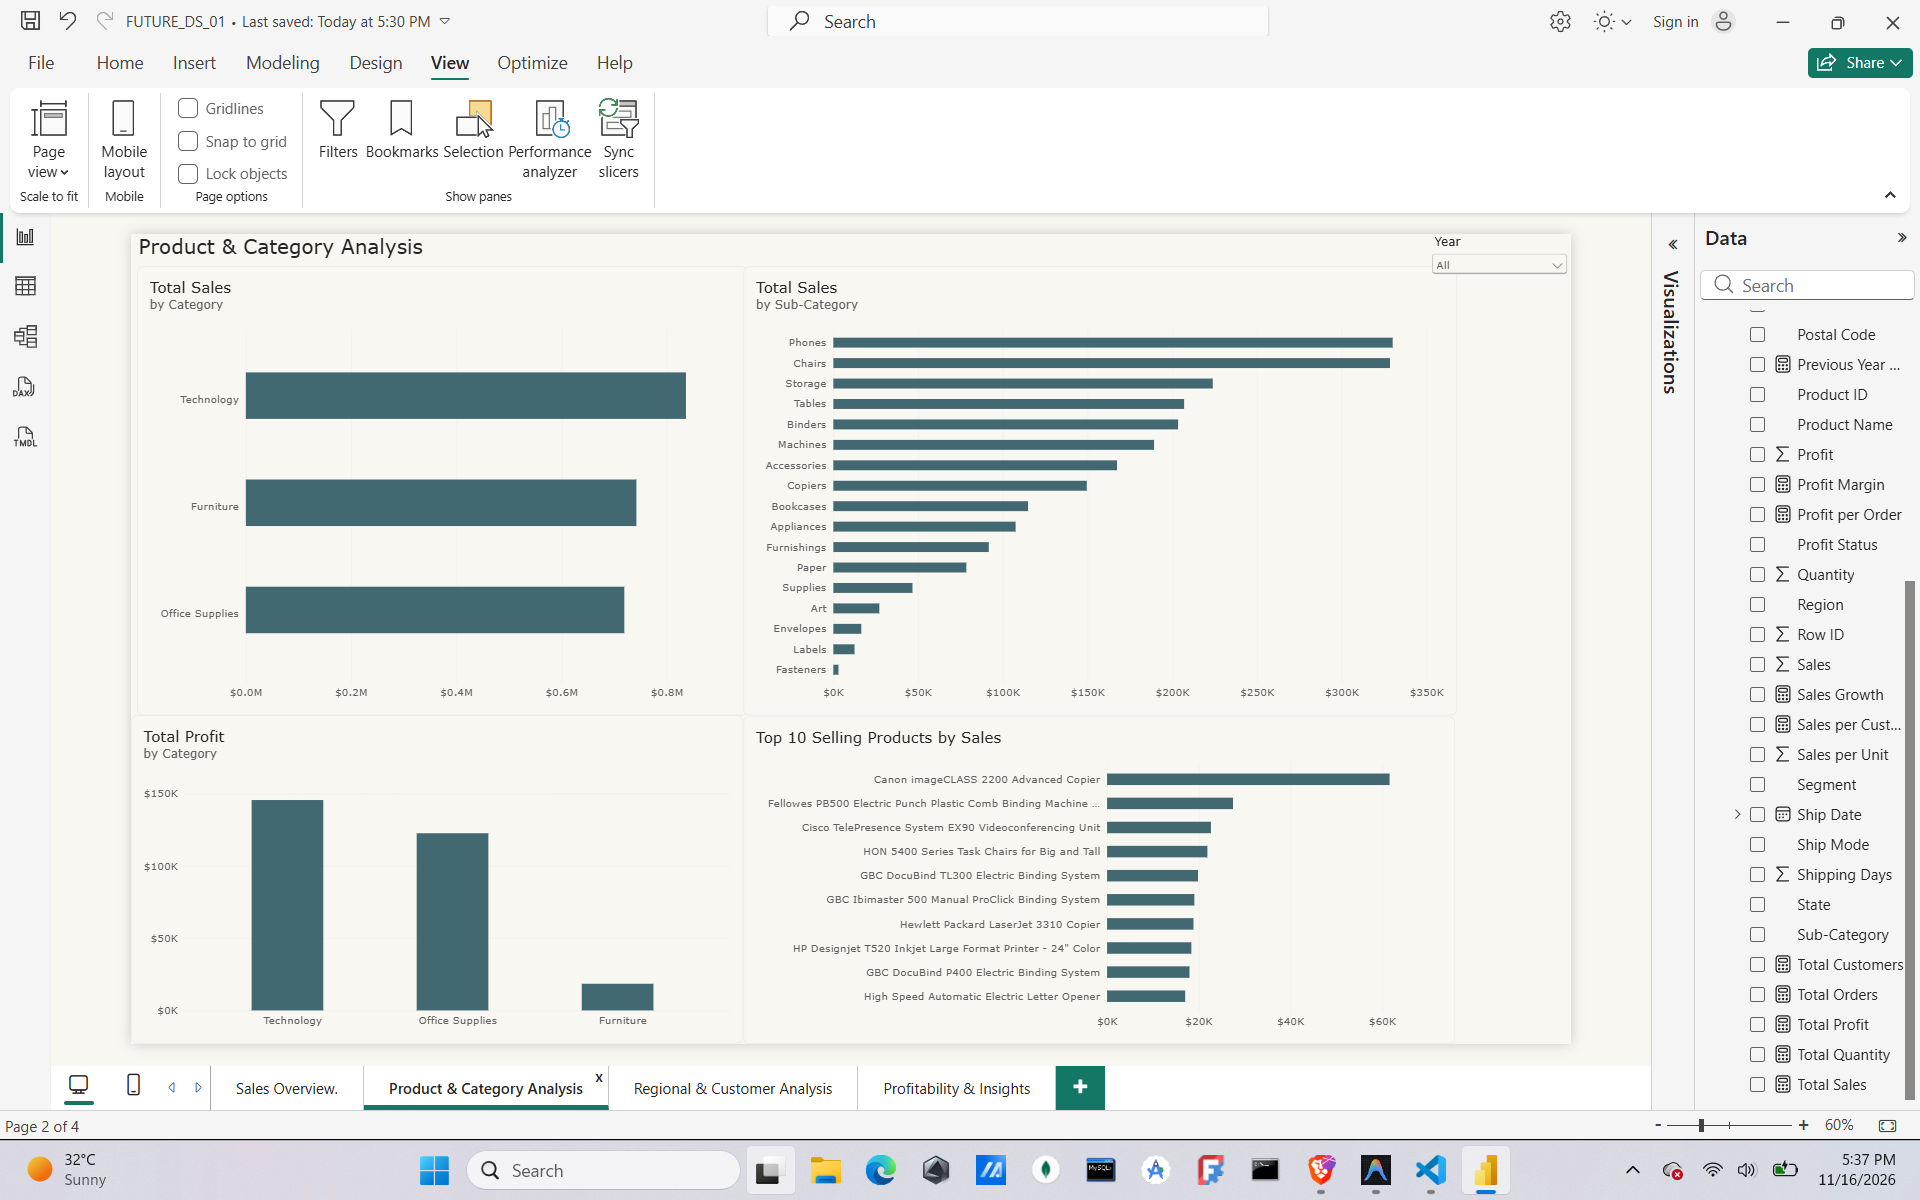 FUTURE_DS_01 • Last saved: Today at 5:30 PM
Search
Sign in
File Home Insert Modeling Design View Optimize Help
Share
Page view
Scale to fit
Mobile layout
Mobile
Gridlines
Snap to grid
Lock objects
Page options
Filters
Bookmarks
Selection
Performance analyzer
Sync slicers
Show panes
DAX
TMDL
Product & Category Analysis
Year
All
Total Sales
by Category
Technology
Furniture
Office Supplies
$0.0M $0.2M $0.4M $0.6M $0.8M
Total Sales
by Sub-Category
Phones
Chairs
Storage
Tables
Binders
Machines
Accessories
Copiers
Bookcases
Appliances
Furnishings
Paper
Supplies
Art
Envelopes
Labels
Fasteners
$0K $50K $100K $150K $200K $250K $300K $350K
Total Profit
by Category
$150K
$100K
$50K
$0K
Technology Office Supplies Furniture
Top 10 Selling Products by Sales
Canon imageCLASS 2200 Advanced Copier
Fellowes PB500 Electric Punch Plastic Comb Binding Machine ...
Cisco TelePresence System EX90 Videoconferencing Unit
HON 5400 Series Task Chairs for Big and Tall
GBC DocuBind TL300 Electric Binding System
GBC Ibimaster 500 Manual ProClick Binding System
Hewlett Packard LaserJet 3310 Copier
HP Designjet T520 Inkjet Large Format Printer - 24" Color
GBC DocuBind P400 Electric Binding System
High Speed Automatic Electric Letter Opener
$0K $20K $40K $60K
Visualizations
Data
Search
Postal Code
Previous Year ...
Product ID
Product Name
Profit
Profit Margin
Profit per Order
Profit Status
Quantity
Region
Row ID
Sales
Sales Growth
Sales per Cust...
Sales per Unit
Segment
Ship Date
Ship Mode
Shipping Days
State
Sub-Category
Total Customers
Total Orders
Total Profit
Total Quantity
Total Sales
Sales Overview. Product & Category Analysis x Regional & Customer Analysis Profitability & Insights +
Page 2 of 4
- + 60%
32°C
Sunny
Search
MySQL
5:37 PM
11/16/2026